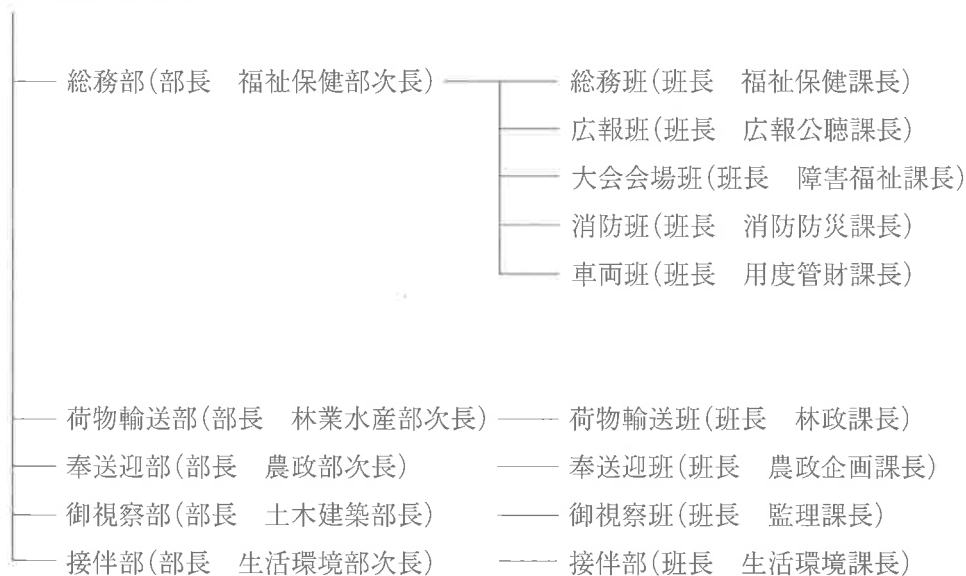 総務部(部長　福祉保健部次長)　総務班(班長　福祉保健課長)
広報班(班長　広報公聴課長)
大会会場班(班長　障害福祉課長)
消防班(班長　消防防災課長)
車両班(班長　用度管財課長)
荷物輸送部(部長　林業水産部次長)　荷物輸送班(班長　林政課長)
奉送迎部(部長　農政部次長)　奉送迎班(班長　農政企画課長)
御視察部(部長　土木建築部長)　御視察班(班長　監理課長)
接伴部(部長　生活環境部次長)　接伴部(班長　生活環境課長)